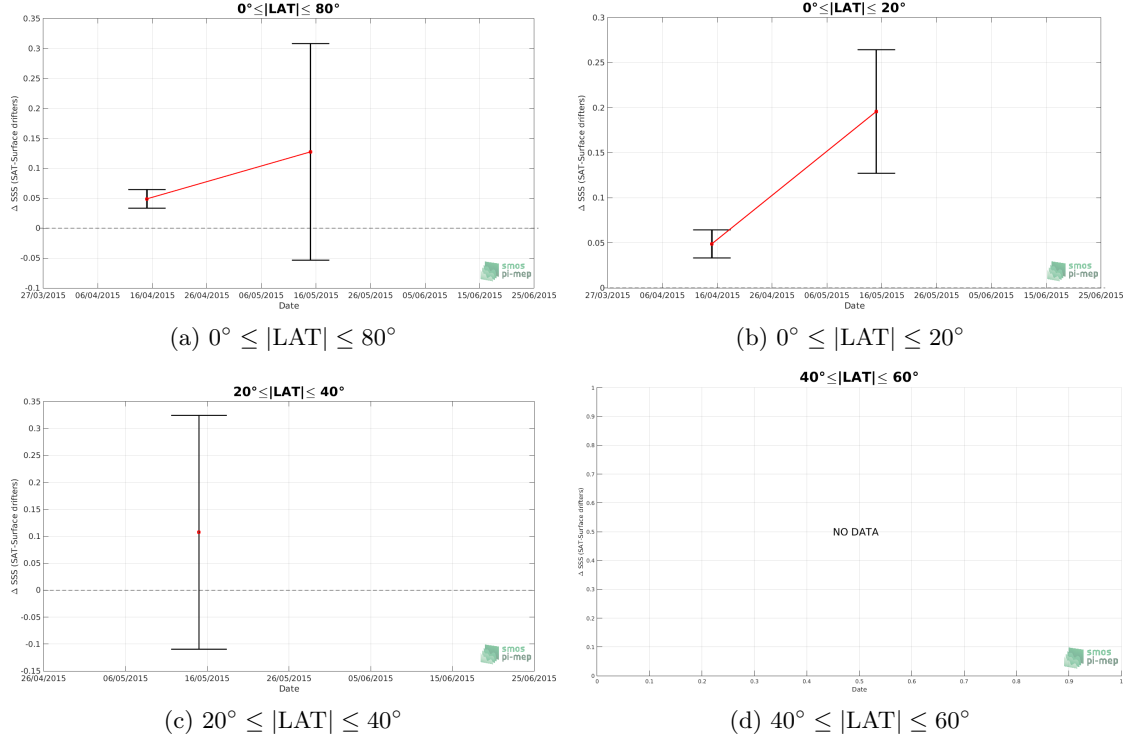 0°≤|LAT|≤ 80°
0.35
0.3
0.25
0.2
0.15
0.1
0.05
0
-0.05
-0.1
Δ SSS (SAT-Surface drifters)
27/03/2015 06/04/2015 16/04/2015 26/04/2015 06/05/2015 16/05/2015 26/05/2015 05/06/2015 15/06/2015 25/06/2015
Date
smos
pi-mep
(a) 0° ≤ |LAT| ≤ 80°
0°≤|LAT|≤ 20°
0.3
0.25
0.2
0.15
0.1
0.05
0
Δ SSS (SAT-Surface drifters)
27/03/2015 06/04/2015 16/04/2015 26/04/2015 06/05/2015 16/05/2015 26/05/2015 05/06/2015 15/06/2015 25/06/2015
Date
smos
pi-mep
(b) 0° ≤ |LAT| ≤ 20°
20°≤|LAT|≤ 40°
0.35
0.3
0.25
0.2
0.15
0.1
0.05
0
-0.05
-0.1
-0.15
Δ SSS (SAT-Surface drifters)
26/04/2015 06/05/2015 16/05/2015 26/05/2015 05/06/2015 15/06/2015 25/06/2015
Date
smos
pi-mep
(c) 20° ≤ |LAT| ≤ 40°
40°≤|LAT|≤ 60°
1
0.9
0.8
0.7
0.6
0.5
0.4
0.3
0.2
0.1
0
Δ SSS (SAT-Surface drifters)
NO DATA
0 0.1 0.2 0.3 0.4 0.5 0.6 0.7 0.8 0.9 1
Date
smos
pi-mep
(d) 40° ≤ |LAT| ≤ 60°